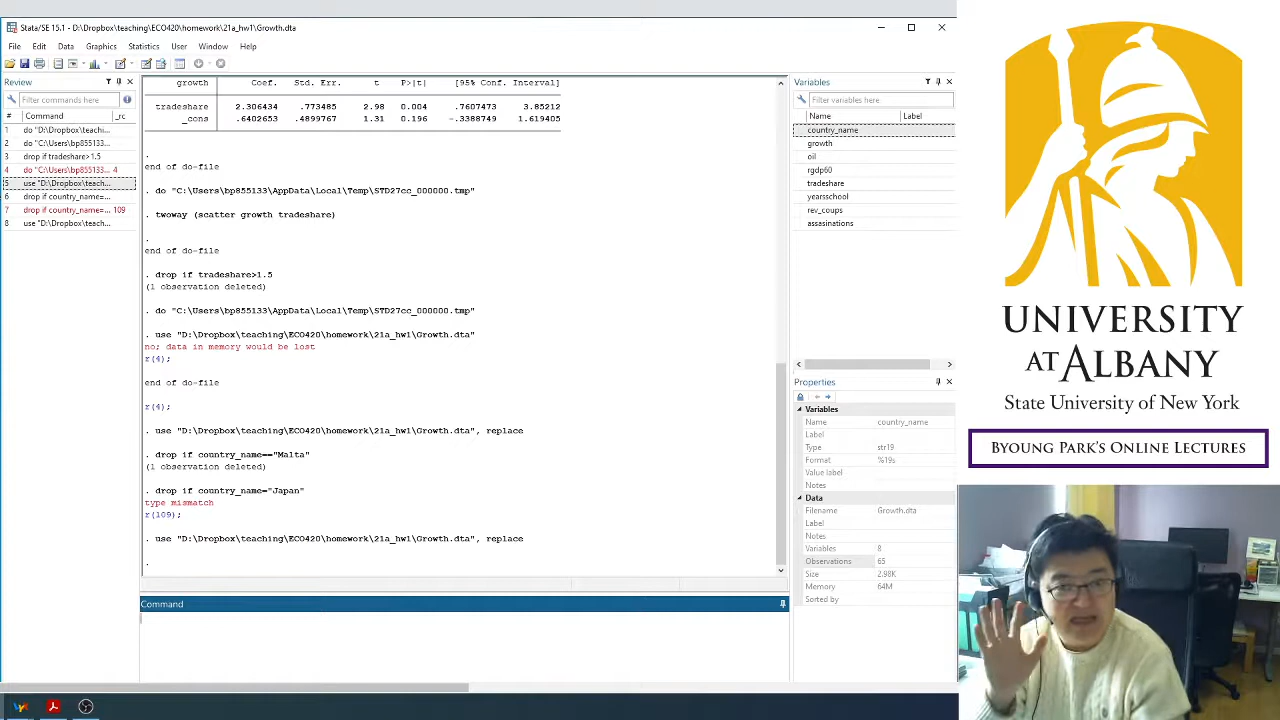 Stata/SE 15.1 - D:\Dropbox\teaching\ECO420\homework\21a_hw1\Growth.dta
File Edit Data Graphics Statistics User Window Help
Review
Filter commands here
# Command _rc
1 do "D:\Dropbox\teachi...
2 do "C:\Users\bp855133...
3 drop if tradeshare>1.5
4 do "C:\Users\bp855133... 4
5 use "D:\Dropbox\teach...
6 drop if country_name=...
7 drop if country_name=... 109
8 use "D:\Dropbox\teach...
growth Coef. Std. Err. t P>|t| [95% Conf. Interval]
tradeshare 2.306434 .773485 2.98 0.004 .7607473 3.85212
_cons .6402653 .4899767 1.31 0.196 -.3388749 1.619405
.
end of do-file
. do "C:\Users\bp855133\AppData\Local\Temp\STD27cc_000000.tmp"
. twoway (scatter growth tradeshare)
.
end of do-file
. drop if tradeshare>1.5
(1 observation deleted)
. do "C:\Users\bp855133\AppData\Local\Temp\STD27cc_000000.tmp"
. use "D:\Dropbox\teaching\ECO420\homework\21a_hw1\Growth.dta"
no; data in memory would be lost
r(4);
end of do-file
r(4);
. use "D:\Dropbox\teaching\ECO420\homework\21a_hw1\Growth.dta", replace
. drop if country_name=="Malta"
(1 observation deleted)
. drop if country_name="Japan"
type mismatch
r(109);
. use "D:\Dropbox\teaching\ECO420\homework\21a_hw1\Growth.dta", replace
.
Command
Variables
Filter variables here
Name Label
country_name
growth
oil
rgdp60
tradeshare
yearsschool
rev_coups
assasinations
Properties
Variables
Name country_name
Label
Type str19
Format %19s
Value label
Notes
Data
Filename Growth.dta
Label
Notes
Variables 8
Observations 65
Size 2.98K
Memory 64M
Sorted by
UNIVERSITY
AT ALBANY
State University of New York
BYOUNG PARK'S ONLINE LECTURES